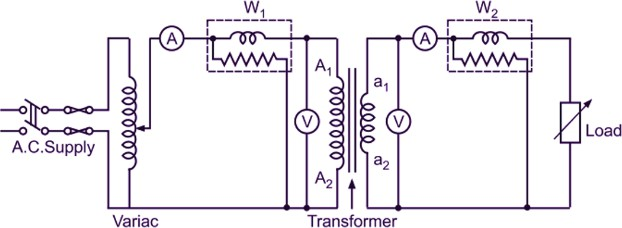 W₁
W₂
A
A
A₁
a₁
V
V
Load
A.C.Supply
A₂
a₂
Variac
Transformer